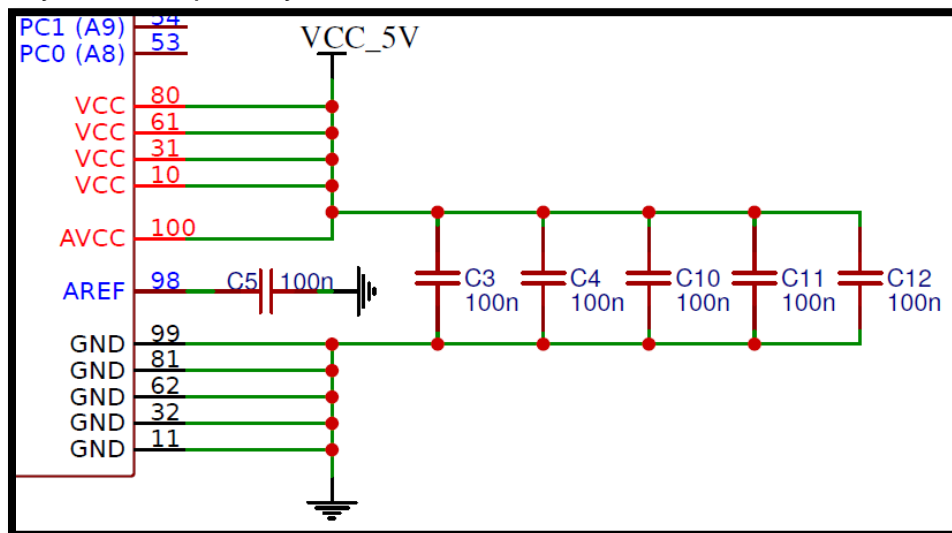 PC1 (A9) 54
PC0 (A8) 53
VCC_5V
VCC 80
VCC 61
VCC 31
VCC 10
AVCC 100
AREF 98 C5 100n
C3 100n
C4 100n
C10 100n
C11 100n
C12 100n
GND 99
GND 81
GND 62
GND 32
GND 11